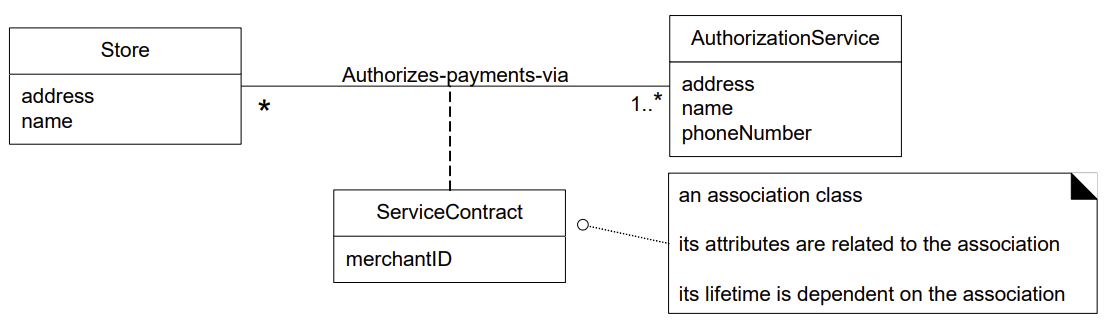 Store
address
name
Authorizes-payments-via
*
1..*
AuthorizationService
address
name
phoneNumber
ServiceContract
merchantID
an association class
its attributes are related to the association
its lifetime is dependent on the association